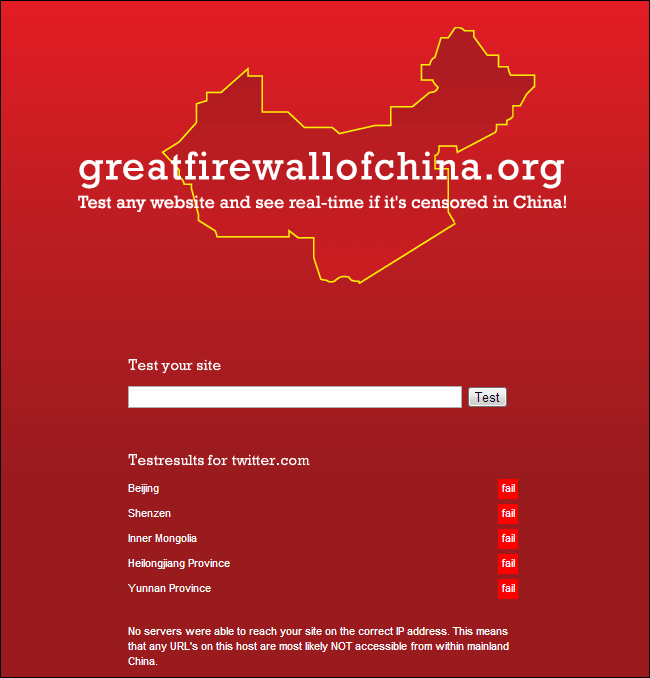 greatfirewallofchina.org
Test any website and see real-time if it's censored in China!
Test your site
Test
Testresults for twitter.com
Beijing fail
Shenzen fail
Inner Mongolia fail
Heilongjiang Province fail
Yunnan Province fail
No servers were able to reach your site on the correct IP address. This means
that any URL's on this host are most likely NOT accessible from within mainland
China.